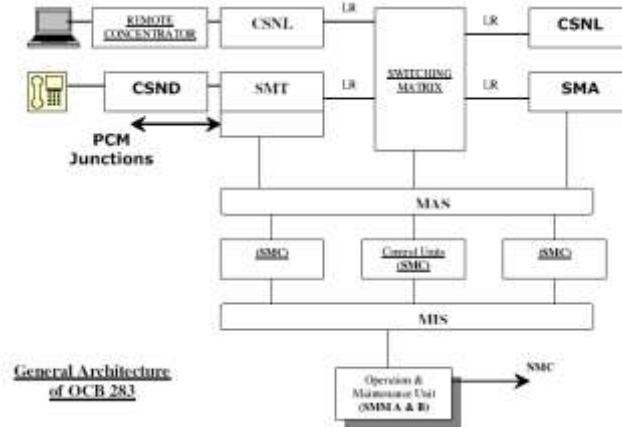 REMOTE
CONCENTRATOR
CSNL
LR
LR
CSNL
SWITCHING
MATRIX
CSND
SMT
LR
LR
SMA
PCM
Junctions
MAS
(SMC)
Control Units
(SMC)
(SMC)
MIS
General Architecture
of OCB 283
Operation &
Maintenance Unit
(SMM A & B)
NMC